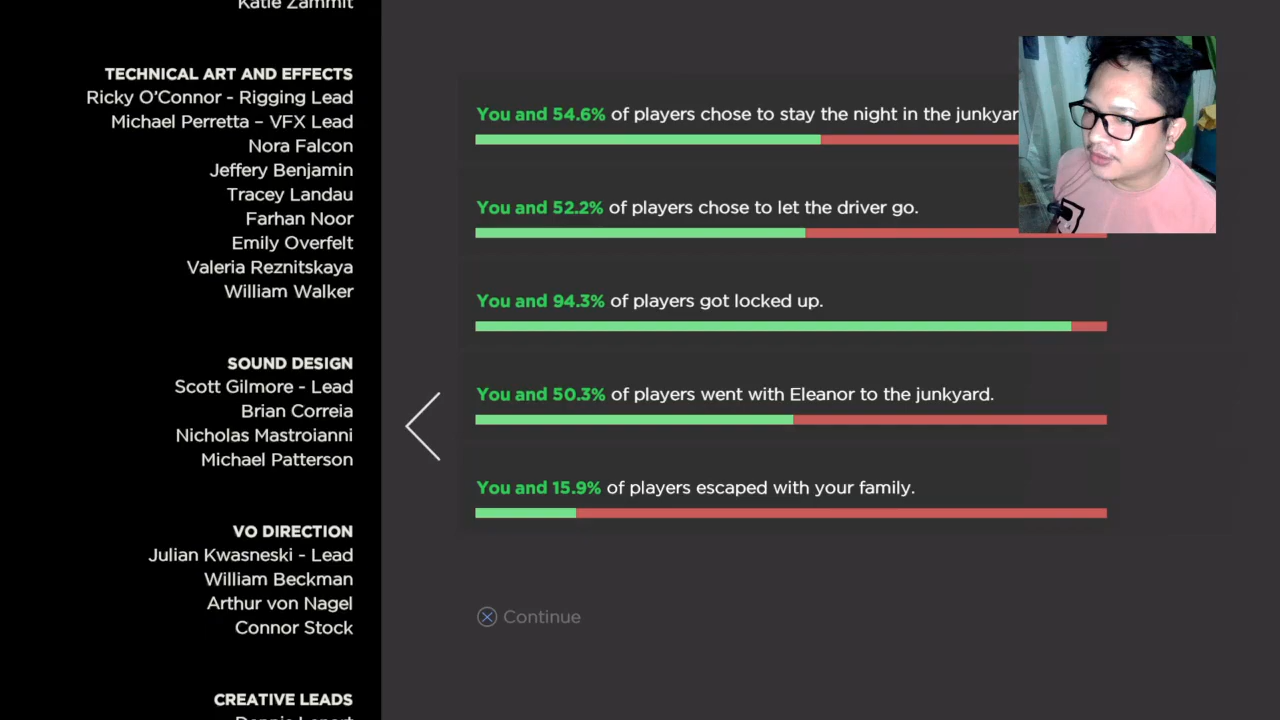 Katie Zammit
TECHNICAL ART AND EFFECTS
Ricky O’Connor - Rigging Lead
Michael Perretta – VFX Lead
Nora Falcon
Jeffery Benjamin
Tracey Landau
Farhan Noor
Emily Overfelt
Valeria Reznitskaya
William Walker
SOUND DESIGN
Scott Gilmore - Lead
Brian Correia
Nicholas Mastroianni
Michael Patterson
VO DIRECTION
Julian Kwasneski - Lead
William Beckman
Arthur von Nagel
Connor Stock
CREATIVE LEADS
You and 54.6% of players chose to stay the night in the
You and 52.2% of players chose to let the driver go.
You and 94.3% of players got locked up.
You and 50.3% of players went with Eleanor to the junkyard.
You and 15.9% of players escaped with your family.
Continue